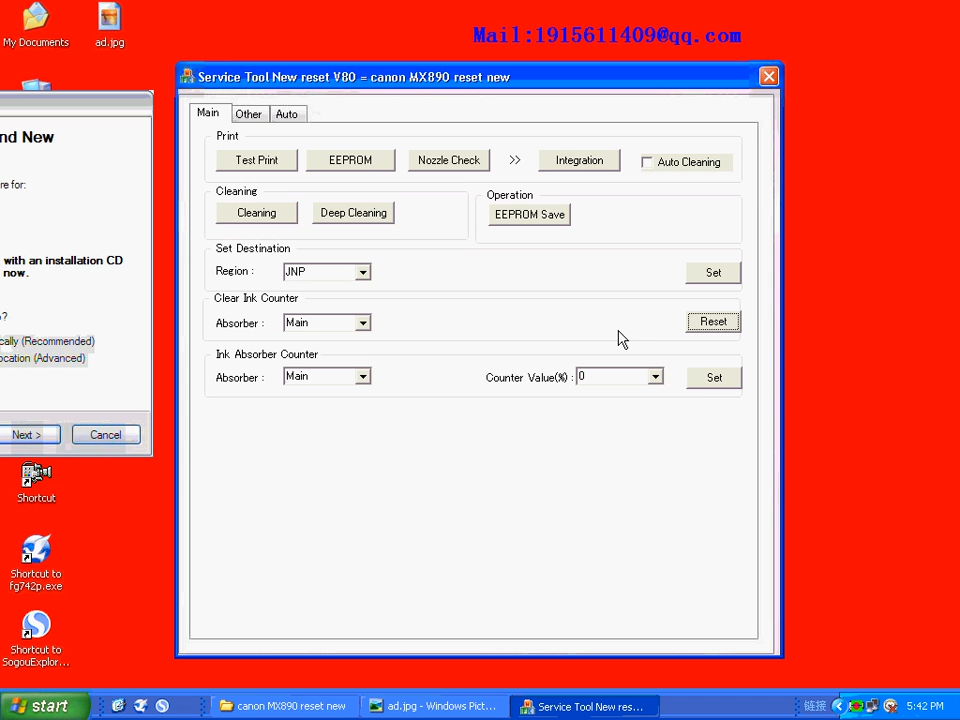 My Documents
ad.jpg
Mail:1915611409@qq.com
Service Tool New reset V80 = canon MX890 reset new
Main
Other
Auto
Print
Test Print
EEPROM
Nozzle Check
>>
Integration
Auto Cleaning
Cleaning
Cleaning
Deep Cleaning
Operation
EEPROM Save
Set Destination
Region :
JNP
Set
Clear Ink Counter
Absorber :
Main
Reset
Ink Absorber Counter
Absorber :
Main
Counter Value(%) :
0
Set
nd New
re for:
with an installation CD
now.
?
cally (Recommended)
ocation (Advanced)
Next >
Cancel
Shortcut
Shortcut to
fg742p.exe
Shortcut to
SogouExplor...
start
canon MX890 reset new
ad.jpg - Windows Pict...
Service Tool New res...
链接
5:42 PM